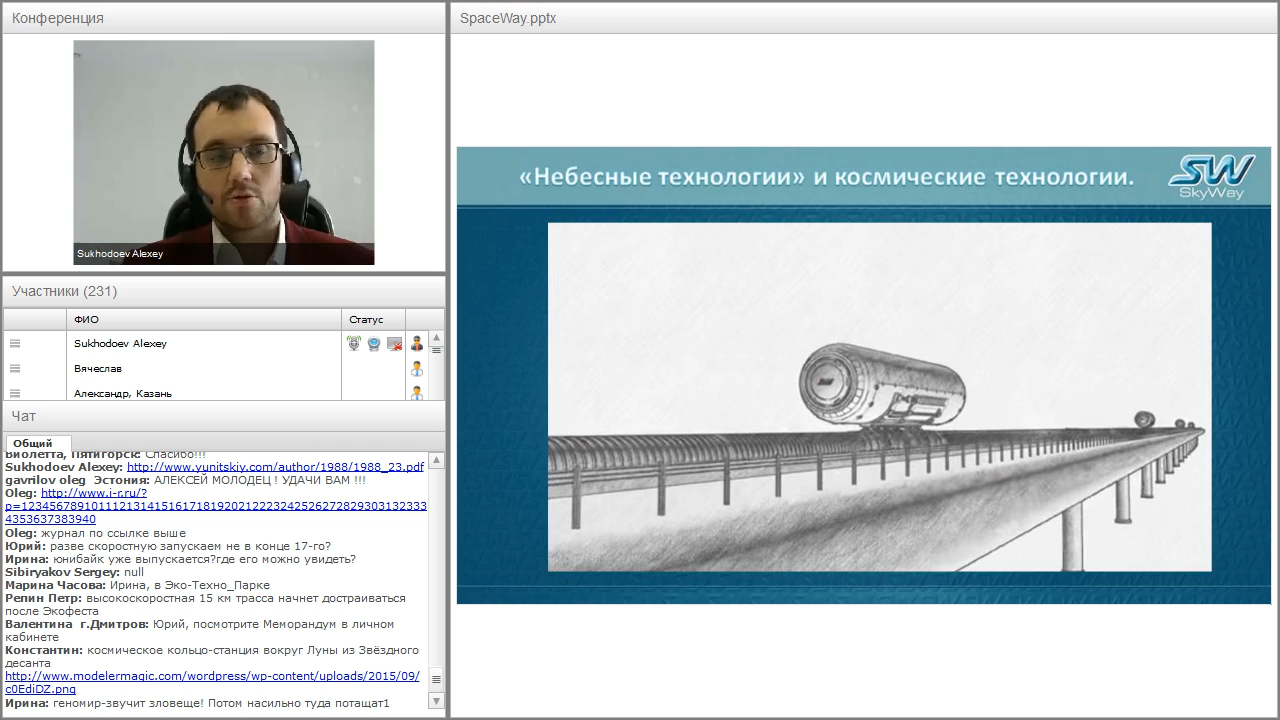 Конференция
Sukhodoev Alexey
Участники (231)
ФИО
Статус
Sukhodoev Alexey
Вячеслав
Александр, Казань
Чат
Общий
Виолетта, Пятигорск: Спасибо!!!
Sukhodoev Alexey: http://www.yunitskiy.com/author/1988/1988_23.pdf
gavrilov oleg Эстония: АЛЕКСЕЙ МОЛОДЕЦ ! УДАЧИ ВАМ !!!
Oleg: http://www.i-r.ru/?
p=1234567891011121314151617181920212223242526272829303132333
4353637383940
Oleg: журнал по ссылке выше
Юрий: разве скоростную запускаем не в конце 17-го?
Ирина: юнибайк уже выпускается?где его можно увидеть?
Sibiryakov Sergey: null
Марина Часова: Ирина, в Эко-Техно_Парке
Репин Петр: высокоскоростная 15 км трасса начнет достраиваться
после Экофеста
Валентина г.Дмитров: Юрий, посмотрите Меморандум в личном
кабинете
Константин: космическое кольцо-станция вокруг Луны из Звёздного
десанта
http://www.modelermagic.com/wordpress/wp-content/uploads/2015/09/
c0EdiDZ.png
Ирина: геномир-звучит зловеще! Потом насильно туда потащат1
SpaceWay.pptx
«Небесные технологии» и космические технологии.
SW
SkyWay